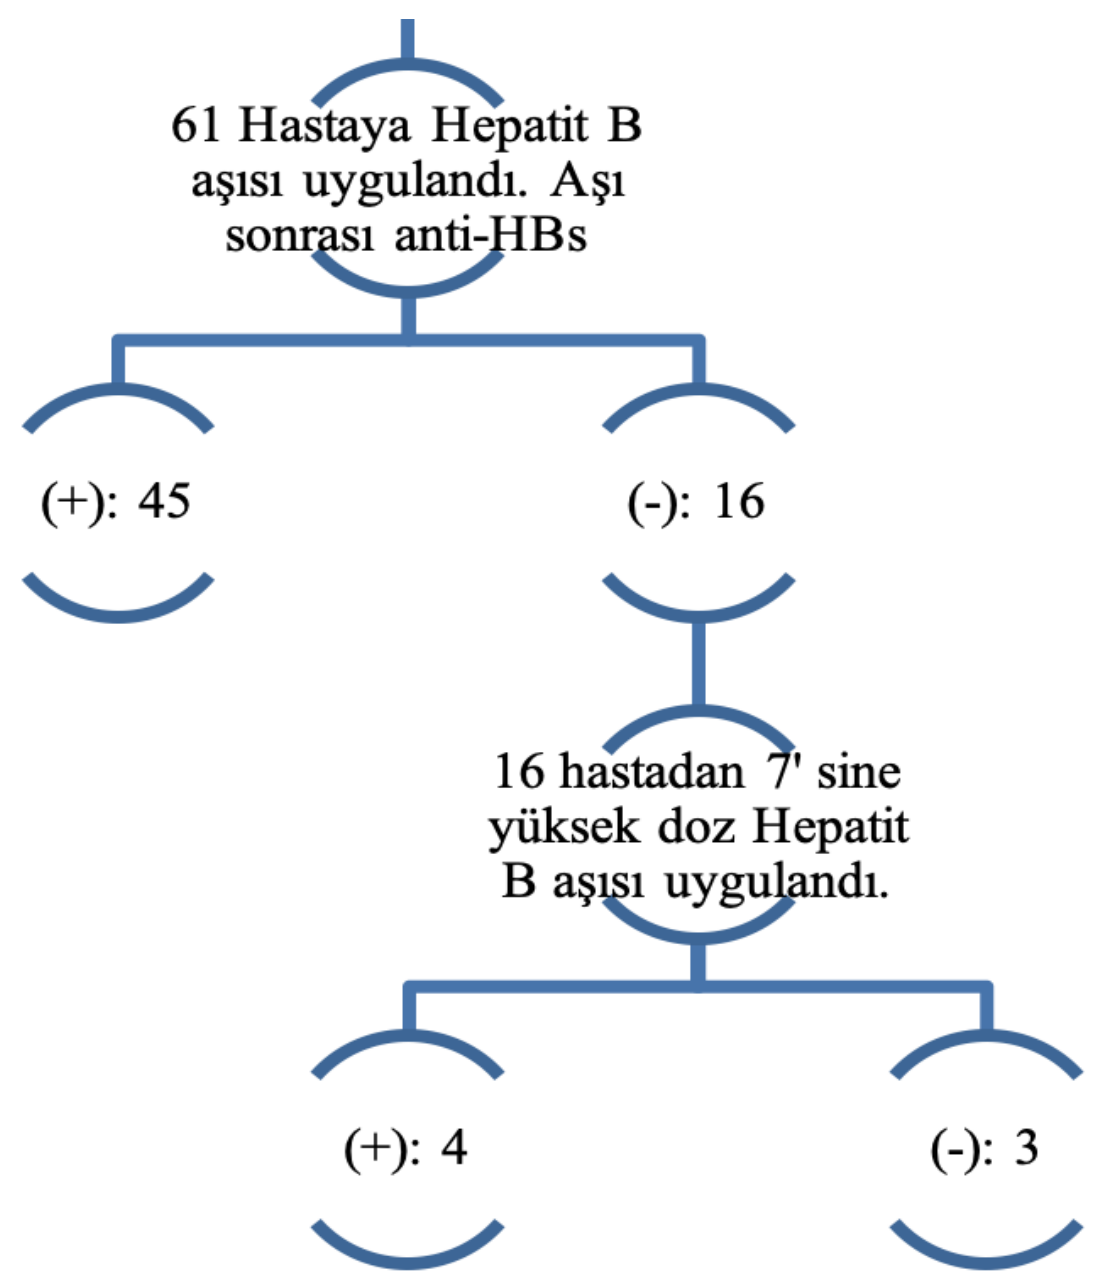 61 Hastaya Hepatit B
aşısı uygulandı. Aşı
sonrası anti-HBs
(+): 45
(-): 16
16 hastadan 7' sine
yüksek doz Hepatit
B aşısı uygulandı.
(+): 4
(-): 3